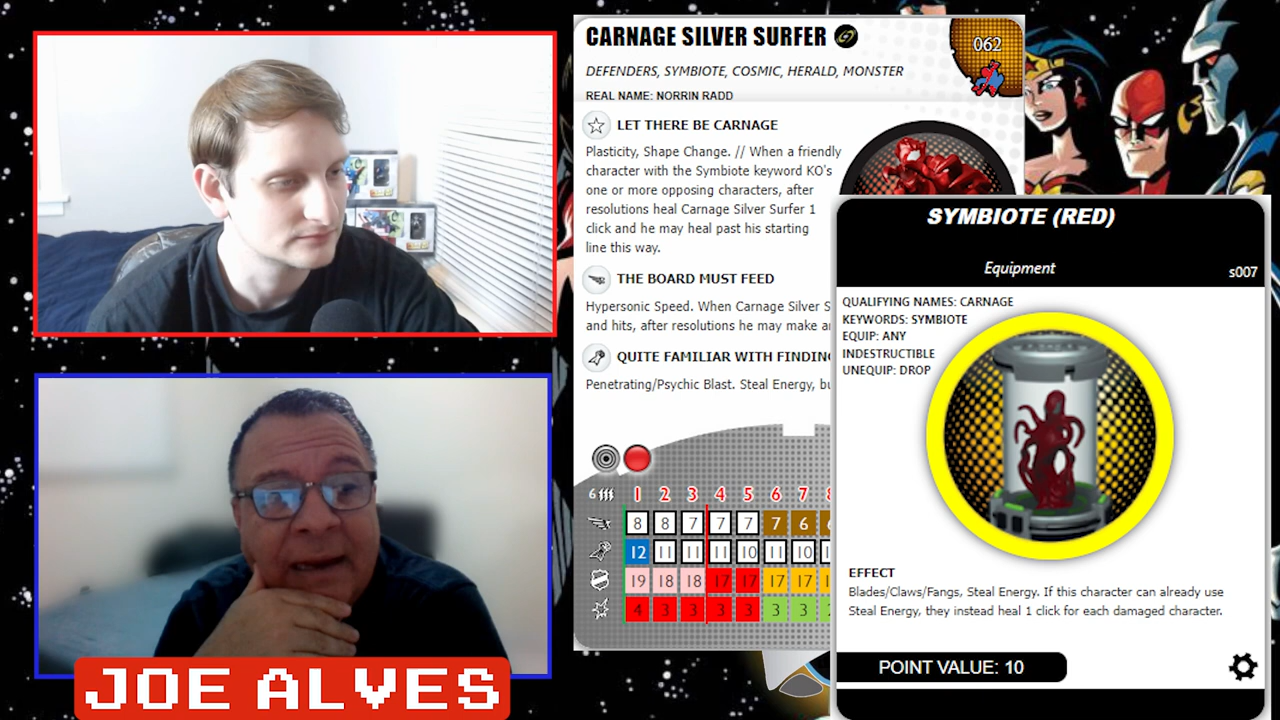 CARNAGE SILVER SURFER
062
DEFENDERS, SYMBIOTE, COSMIC, HERALD, MONSTER
REAL NAME: NORRIN RADD
LET THERE BE CARNAGE
Plasticity, Shape Change. // When a friendly
character with the Symbiote keyword KO's
one or more opposing characters, after
resolutions heal Carnage Silver Surfer 1
click and he may heal past his starting
line this way.
THE BOARD MUST FEED
Hypersonic Speed. When Carnage Silver S
and hits, after resolutions he may make a
QUITE FAMILIAR WITH FINDING
Penetrating/Psychic Blast. Steal Energy, bu
6 1 2 3 4 5 6 7 8
8 8 7 7 7 7 6
12 11 11 11 10 11 10
19 18 18 17 17 17 17
4 3 3 3 3 3 3
SYMBIOTE (RED)
Equipment
s007
QUALIFYING NAMES: CARNAGE
KEYWORDS: SYMBIOTE
EQUIP: ANY
INDESTRUCTIBLE
UNEQUIP: DROP
EFFECT
Blades/Claws/Fangs, Steal Energy. If this character can already use
Steal Energy, they instead heal 1 click for each damaged character.
POINT VALUE: 10
JOE ALVES